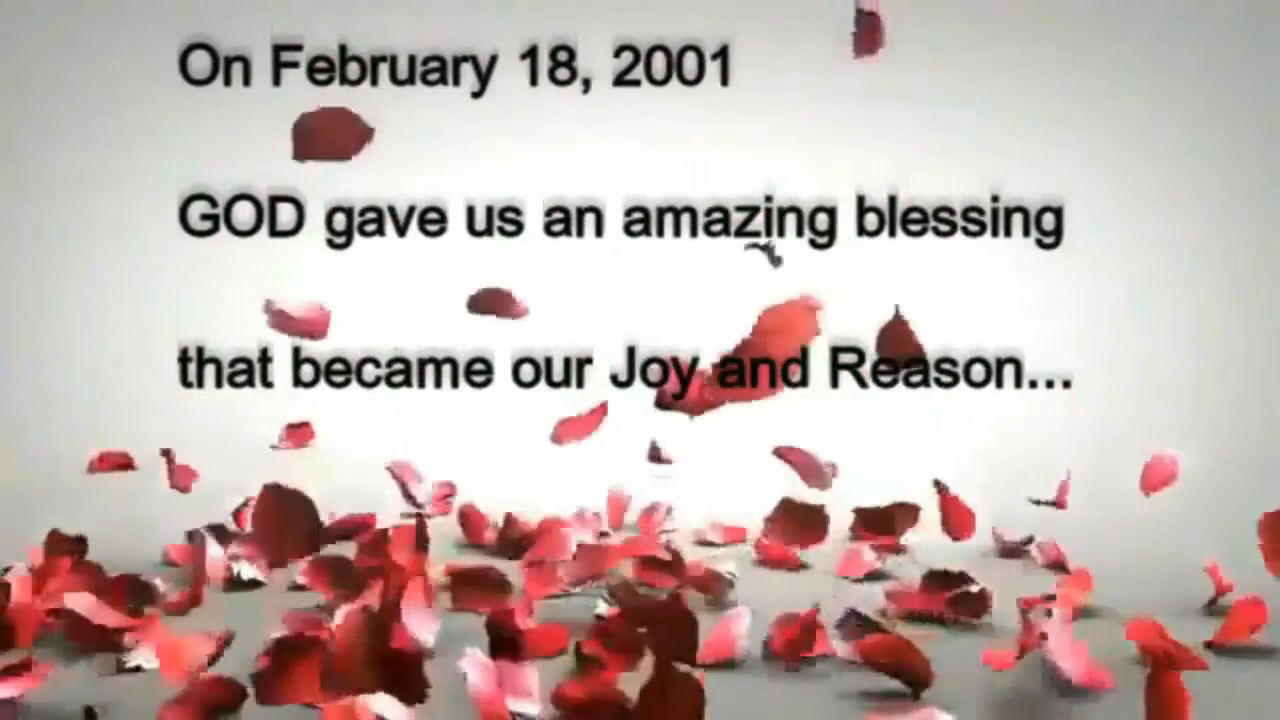 On February 18, 2001
GOD gave us an amazing blessing
that became our Joy and Reason...